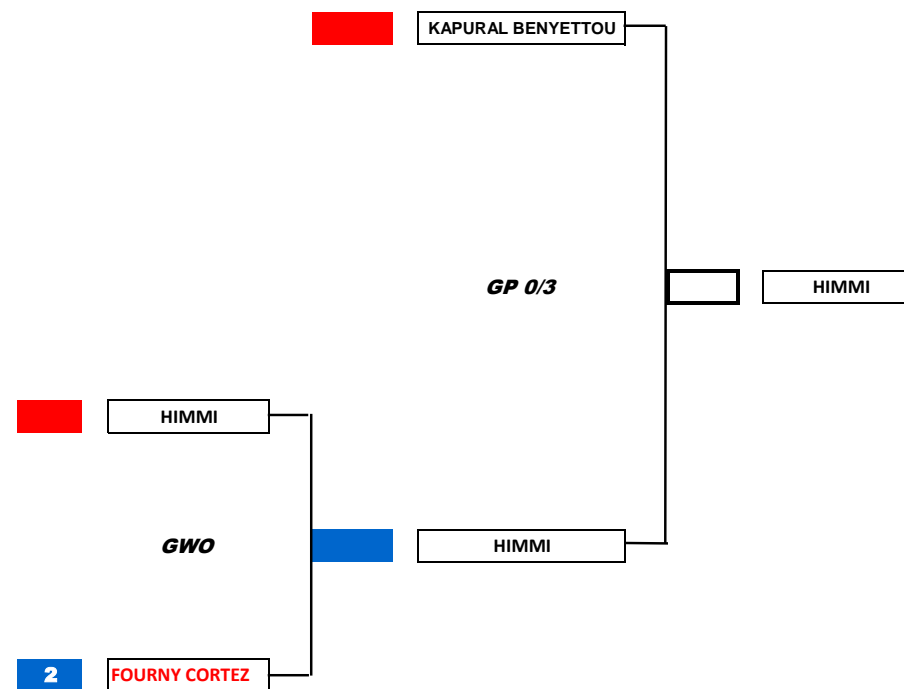 KAPURAL BENYETTOU
GP 0/3
HIMMI
HIMMI
GWO
HIMMI
2
FOURNY CORTEZ